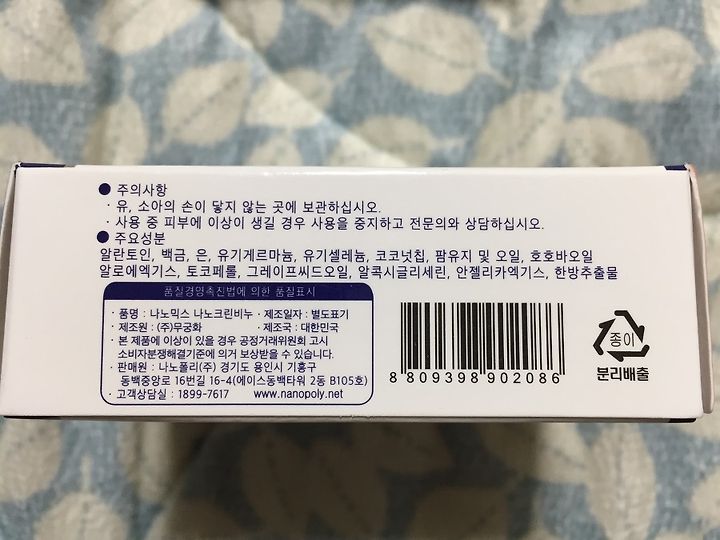 ● 주의사항
· 유, 소아의 손이 닿지 않는 곳에 보관하십시오.
· 사용 중 피부에 이상이 생길 경우 사용을 중지하고 전문의와 상담하십시오.
● 주요성분
알란토인, 백금, 은, 유기게르마늄, 유기셀레늄, 코코넛칩, 팜유지 및 오일, 호호바오일
알로에엑기스, 토코페롤, 그레이프씨드오일, 알콕시글리세린, 안젤리카엑기스, 한방추출물
품질경영촉진법에 의한 품질표시
· 품명 : 나노믹스 나노크린비누 · 제조일자 : 별도표기
· 제조원 : (주)무궁화 · 제조국 : 대한민국
· 본 제품에 이상이 있을 경우 공정거래위원회 고시
소비자분쟁해결기준에 의거 보상받을 수 있습니다.
· 판매원 : 나노폴리(주) 경기도 용인시 기흥구
동백중앙로 16번길 16-4(에이스동백타워 2동 B105호)
· 고객상담실 : 1899-7617 www.nanopoly.net
8 809398 902086
종이
분리배출